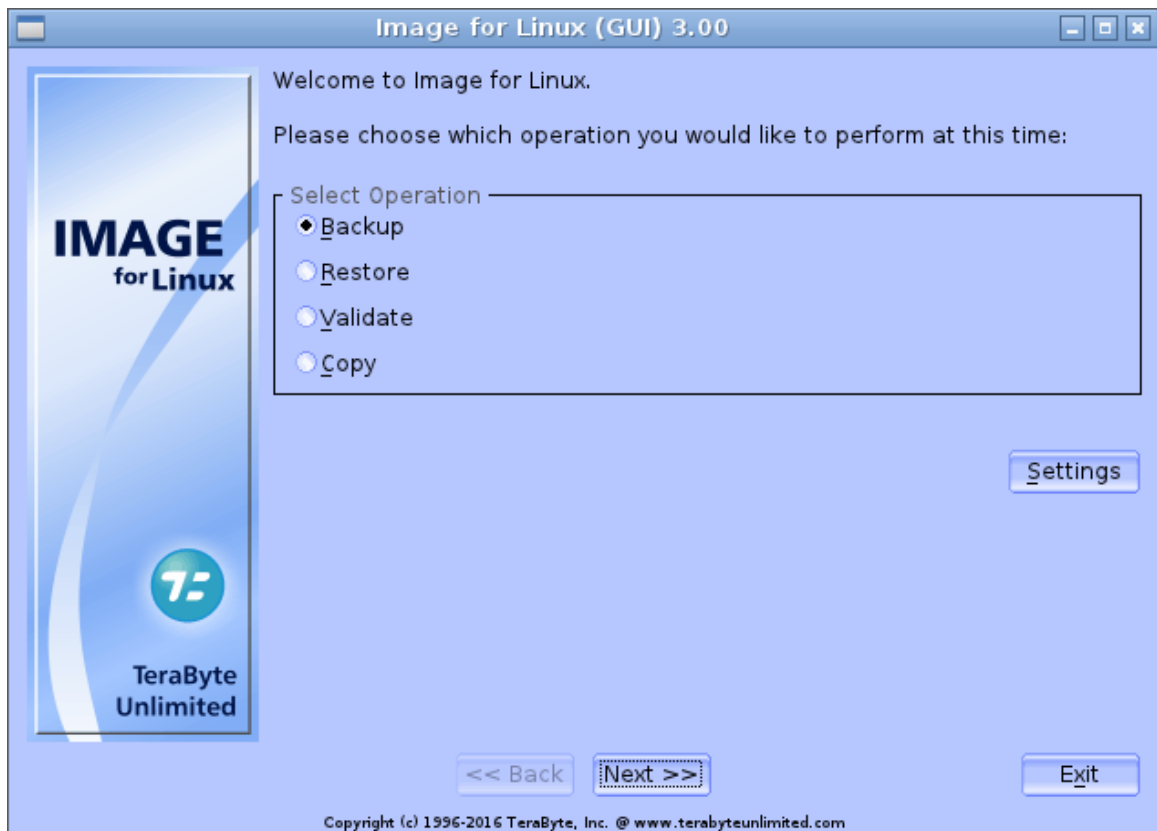 Image for Linux (GUI) 3.00
Welcome to Image for Linux.
Please choose which operation you would like to perform at this time:
Select Operation
Backup
Restore
Validate
Copy
Settings
IMAGE
for Linux
TeraByte
Unlimited
<< Back
Next >>
Exit
Copyright (c) 1996-2016 TeraByte, Inc. @ www.terabyteunlimited.com